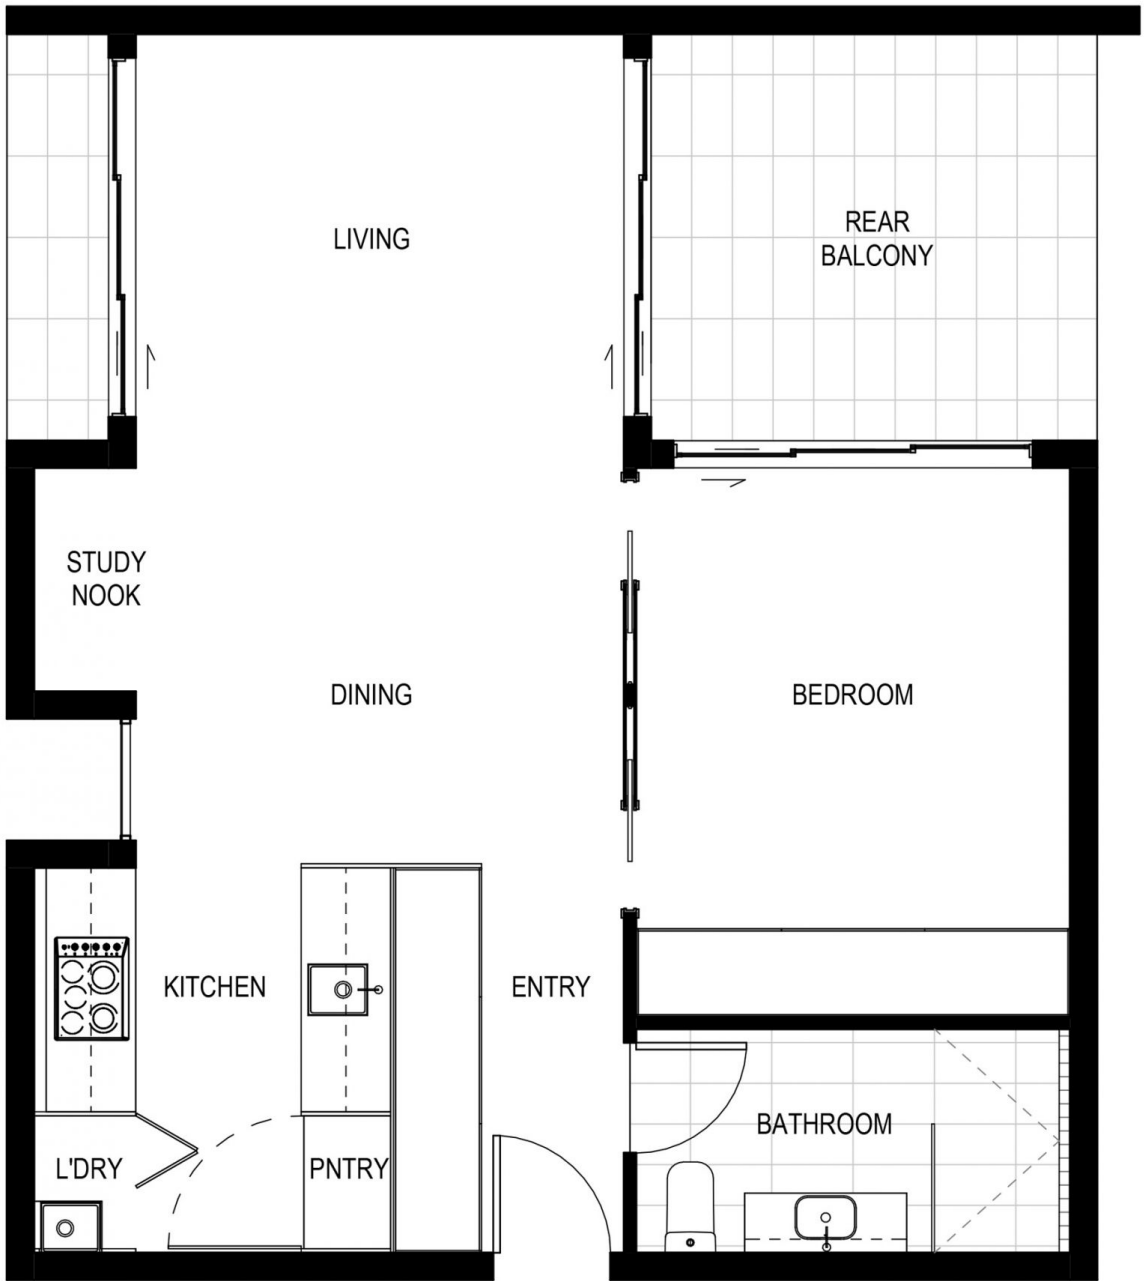 LIVING
REAR
BALCONY
STUDY
NOOK
DINING
BEDROOM
KITCHEN
ENTRY
BATHROOM
L'DRY
PNTRY